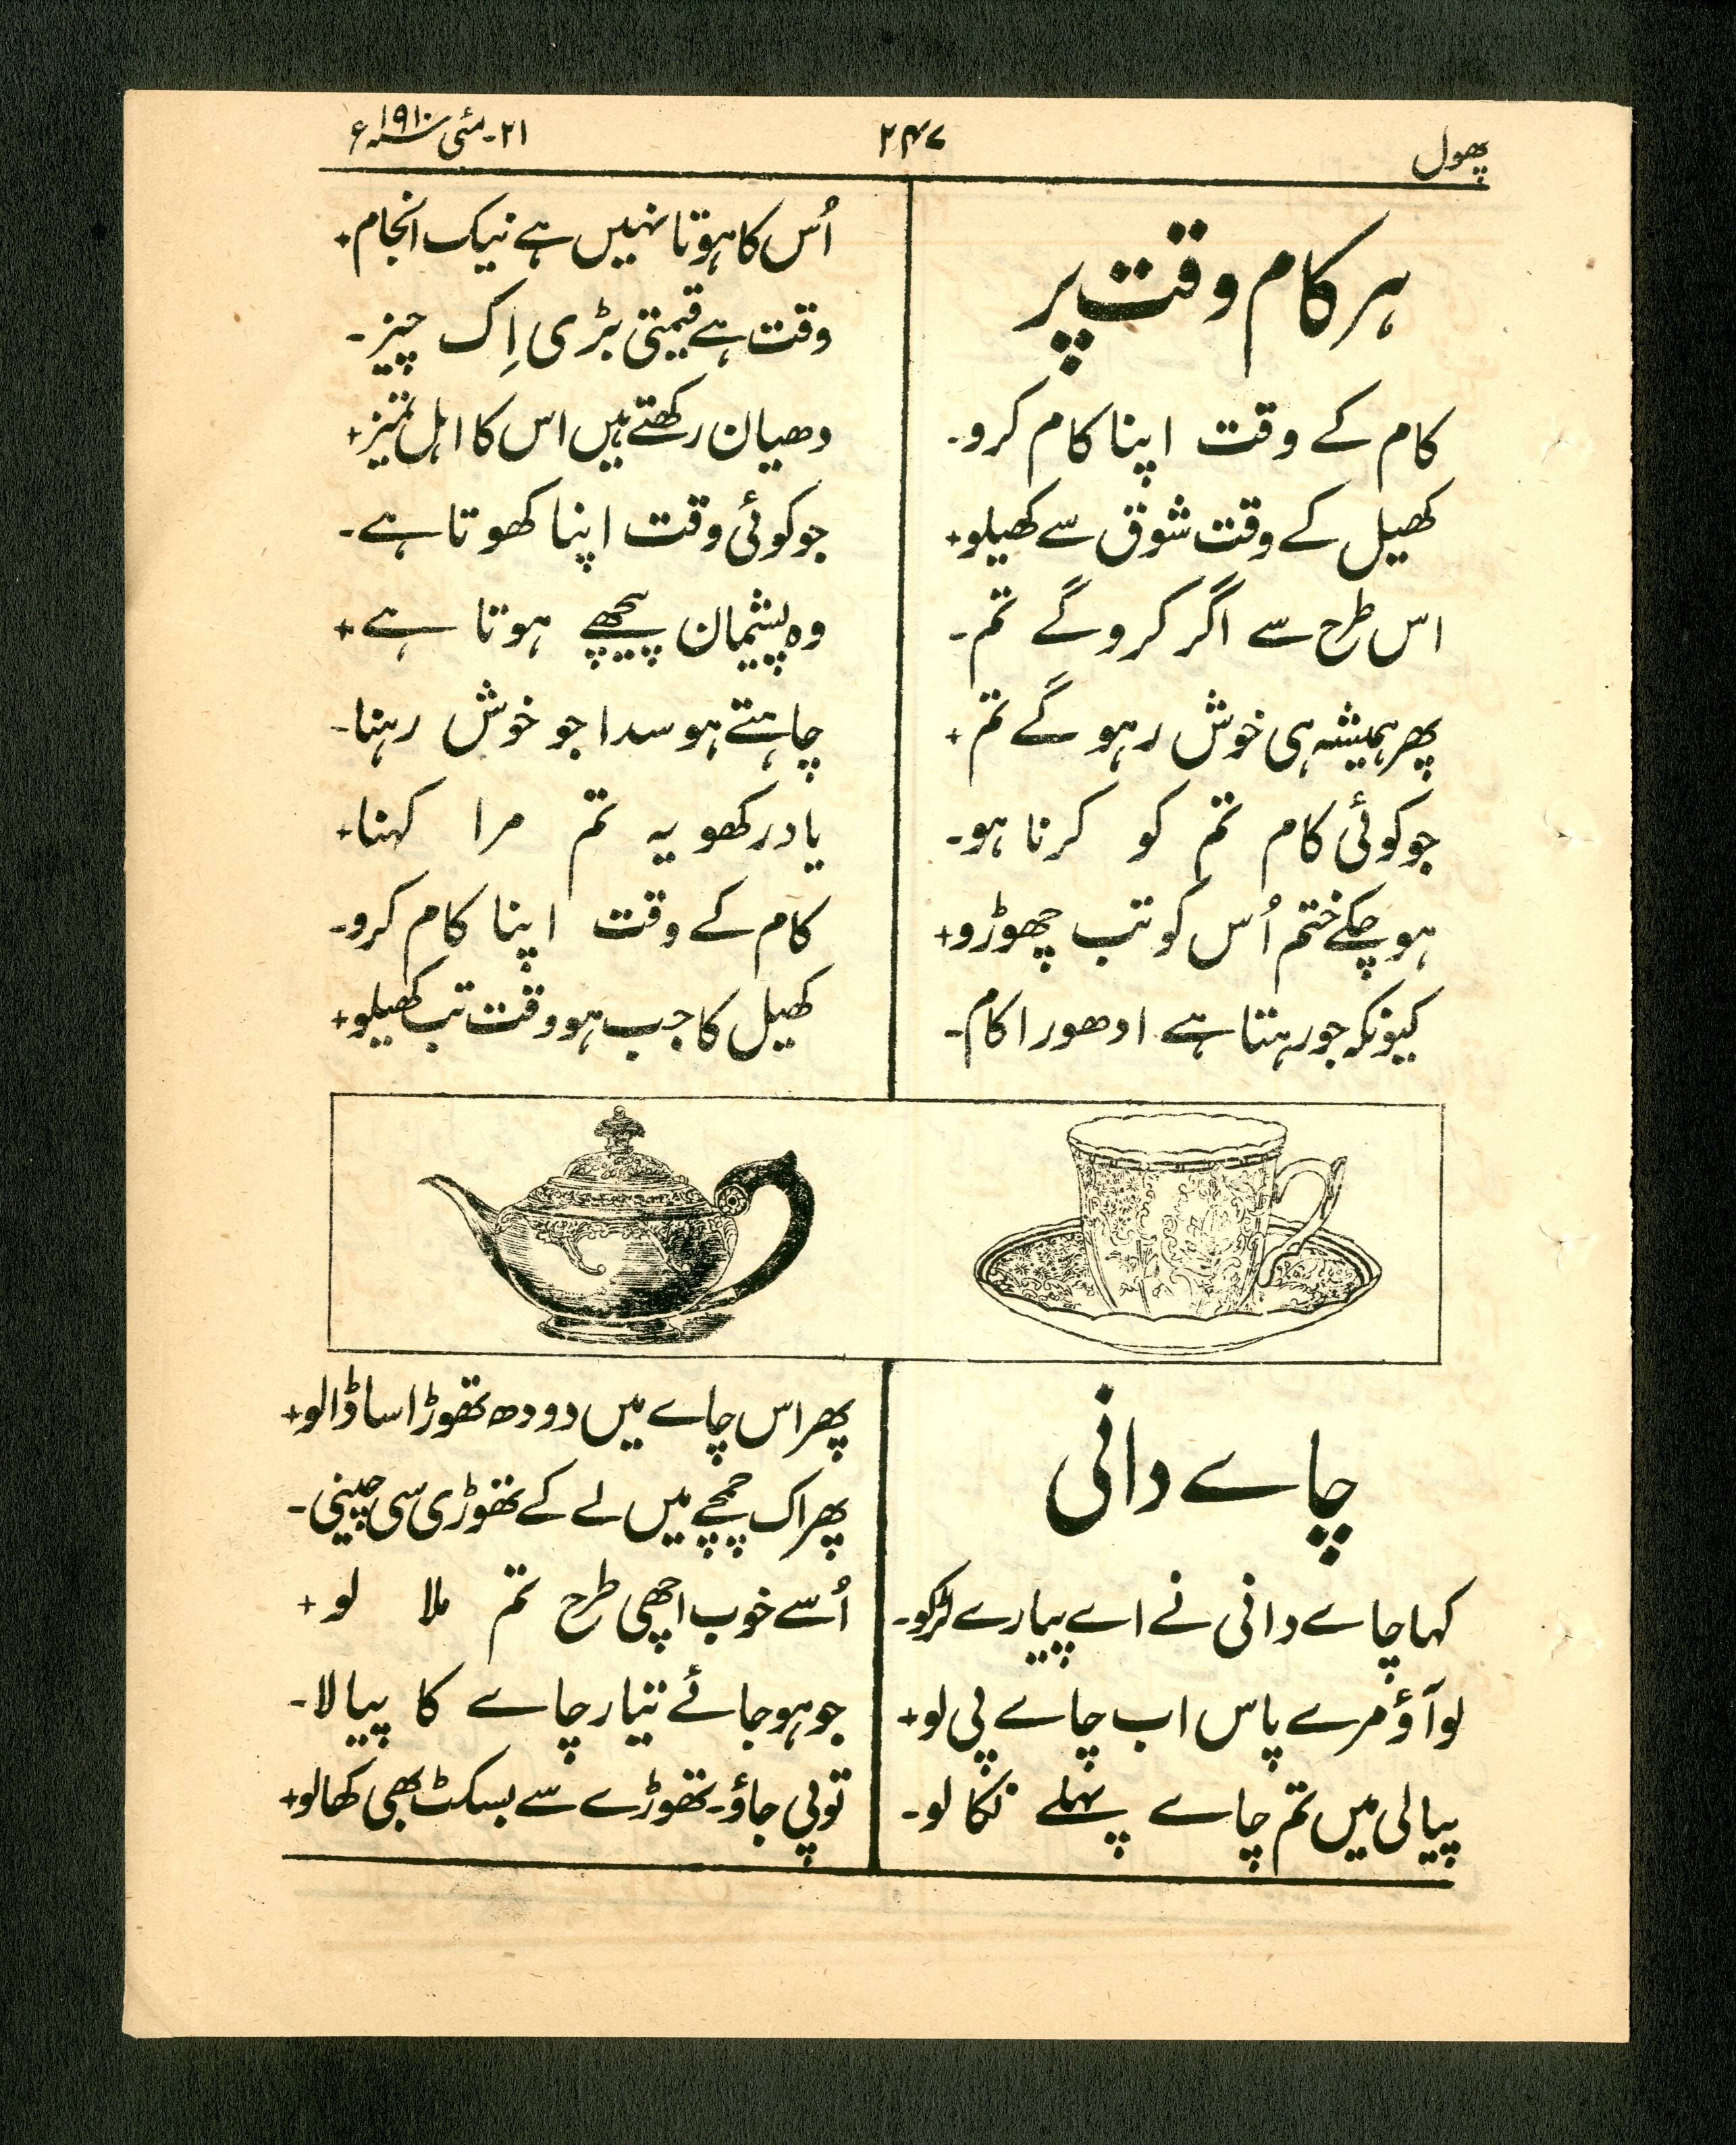 پھول
۲۴۷
۲۱-مئی سنہ ۱۹۱۰ء
ہر کام وقت پر
کام کے وقت اپنا کام کرو-
کھیل کے وقت شوق سے کھیلو+
اس طرح سے اگر کروگے تم-
پھر ہمیشہ ہی خوش رہو گے تم+
جو کوئی کام تم کو کرنا ہو-
ہو چکے ختم اُس کو تب چھوڑو+
کیونکہ جو رہتا ہے ادھورا کام-
اُس کا ہوتا نہیں ہے نیک انجام+
وقت ہے قیمتی بڑی اِک چیز-
دھیان رکھتے ہیں اس کا اہل تمیز+
جو کوئی وقت اپنا کھوتا ہے-
وہ پشیمان پیچھے ہوتا ہے+
چاہتے ہو سدا جو خوش رہنا-
یاد رکھو یہ تم مرا کہنا+
کام کے وقت اپنا کام کرو-
کھیل کا جب ہو وقت تب کھیلو+
چاے دانی
کہا چاے دانی نے اے پیارے لڑکو-
لو آؤ مرے پاس اب چاے پی لو+
پیالی میں تم چاے پہلے نکالو-
پھر اس چاے میں دودھ تھوڑا سا ڈالو+
پھر اک چمچے میں لے کے تھوڑی سی چینی-
اُسے خوب اچھی طرح تم ملا لو+
جو ہو جائے تیار چاے کا پیالا-
تو پی جاؤ-تھوڑے سے بسکٹ بھی کھالو+